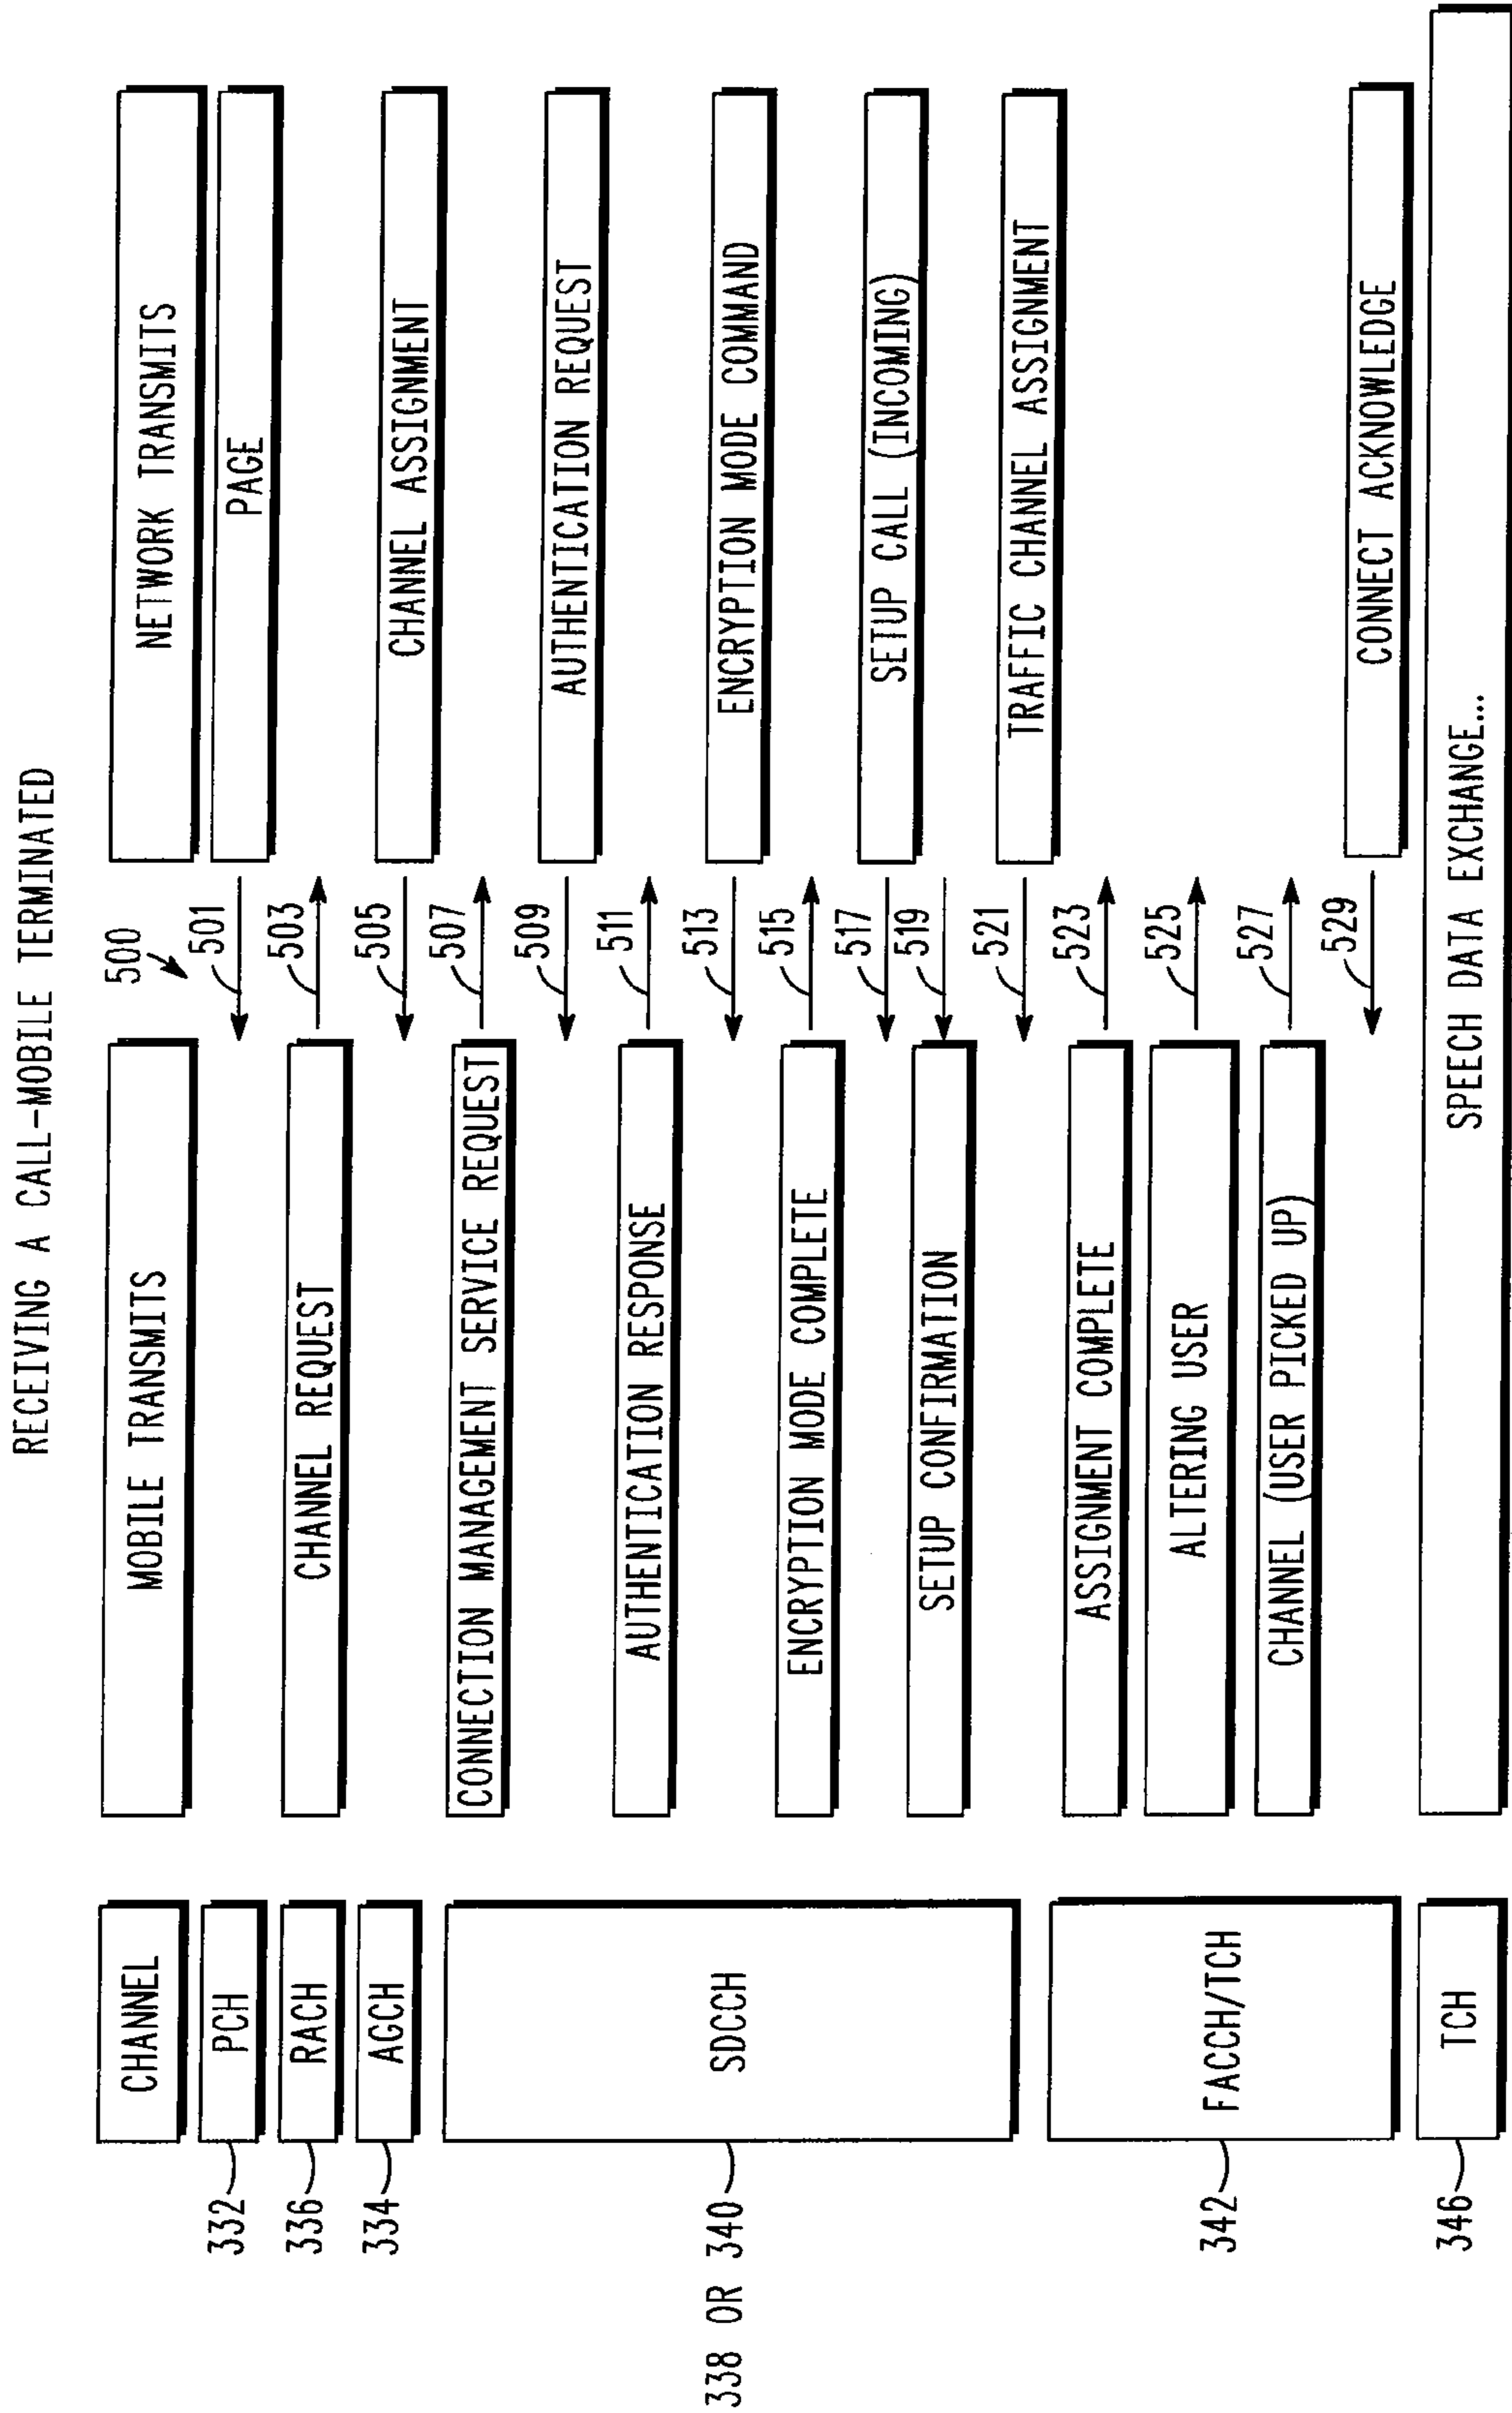 RECEIVING A CALL-MOBILE TERMINATED
500
CHANNEL
MOBILE TRANSMITS
NETWORK TRANSMITS
332
PCH
501
PAGE
336
RACH
CHANNEL REQUEST
503
334
AGCH
505
CHANNEL ASSIGNMENT
338 OR 340
SDCCH
CONNECTION MANAGEMENT SERVICE REQUEST
507
509
AUTHENTICATION REQUEST
AUTHENTICATION RESPONSE
511
513
ENCRYPTION MODE COMMAND
ENCRYPTION MODE COMPLETE
515
517
SETUP CALL (INCOMING)
SETUP CONFIRMATION
519
521
TRAFFIC CHANNEL ASSIGNMENT
342
FACCH/TCH
ASSIGNMENT COMPLETE
523
ALTERING USER
525
CHANNEL (USER PICKED UP)
527
529
CONNECT ACKNOWLEDGE
346
TCH
SPEECH DATA EXCHANGE...